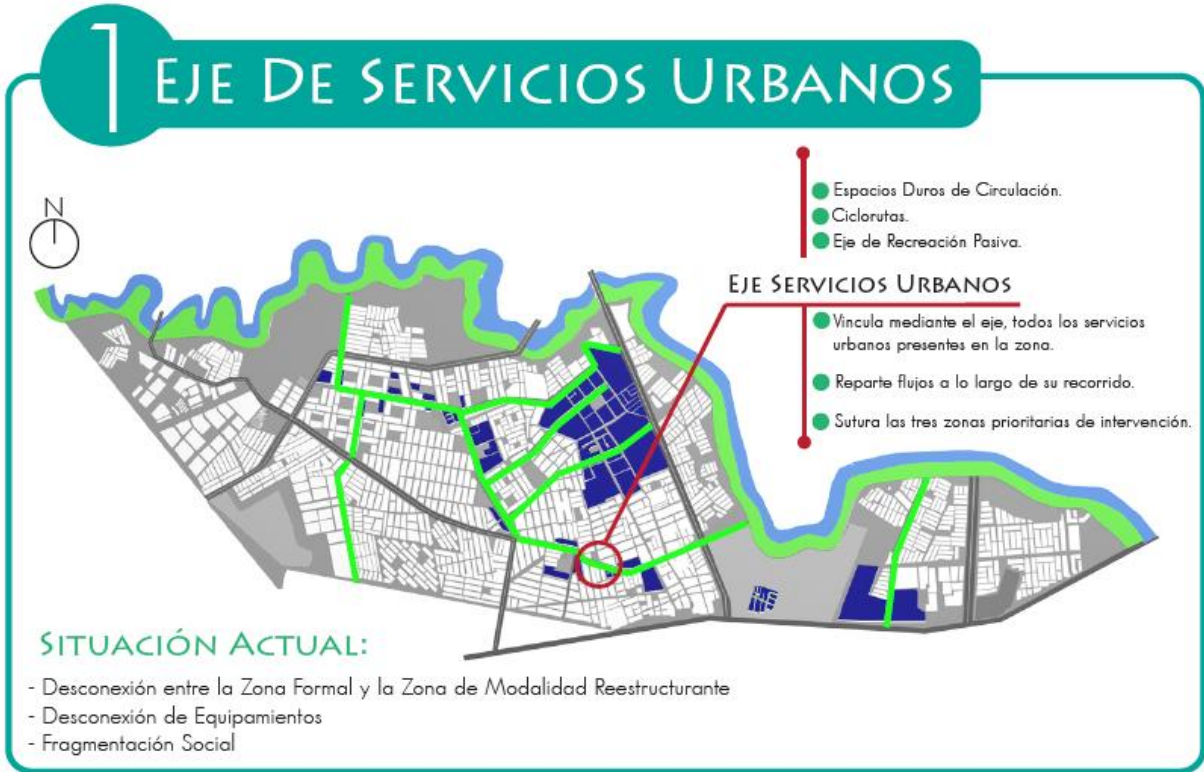 1 EJE DE SERVICIOS URBANOS
N
Espacios Duros de Circulación.
Ciclorutas.
Eje de Recreación Pasiva.
EJE SERVICIOS URBANOS
Vincula mediante el eje, todos los servicios
urbanos presentes en la zona.
Reparte flujos a lo largo de su recorrido.
Sutura las tres zonas prioritarias de intervención.
SITUACIÓN ACTUAL:
- Desconexión entre la Zona Formal y la Zona de Modalidad Reestructurante
- Desconexión de Equipamientos
- Fragmentación Social